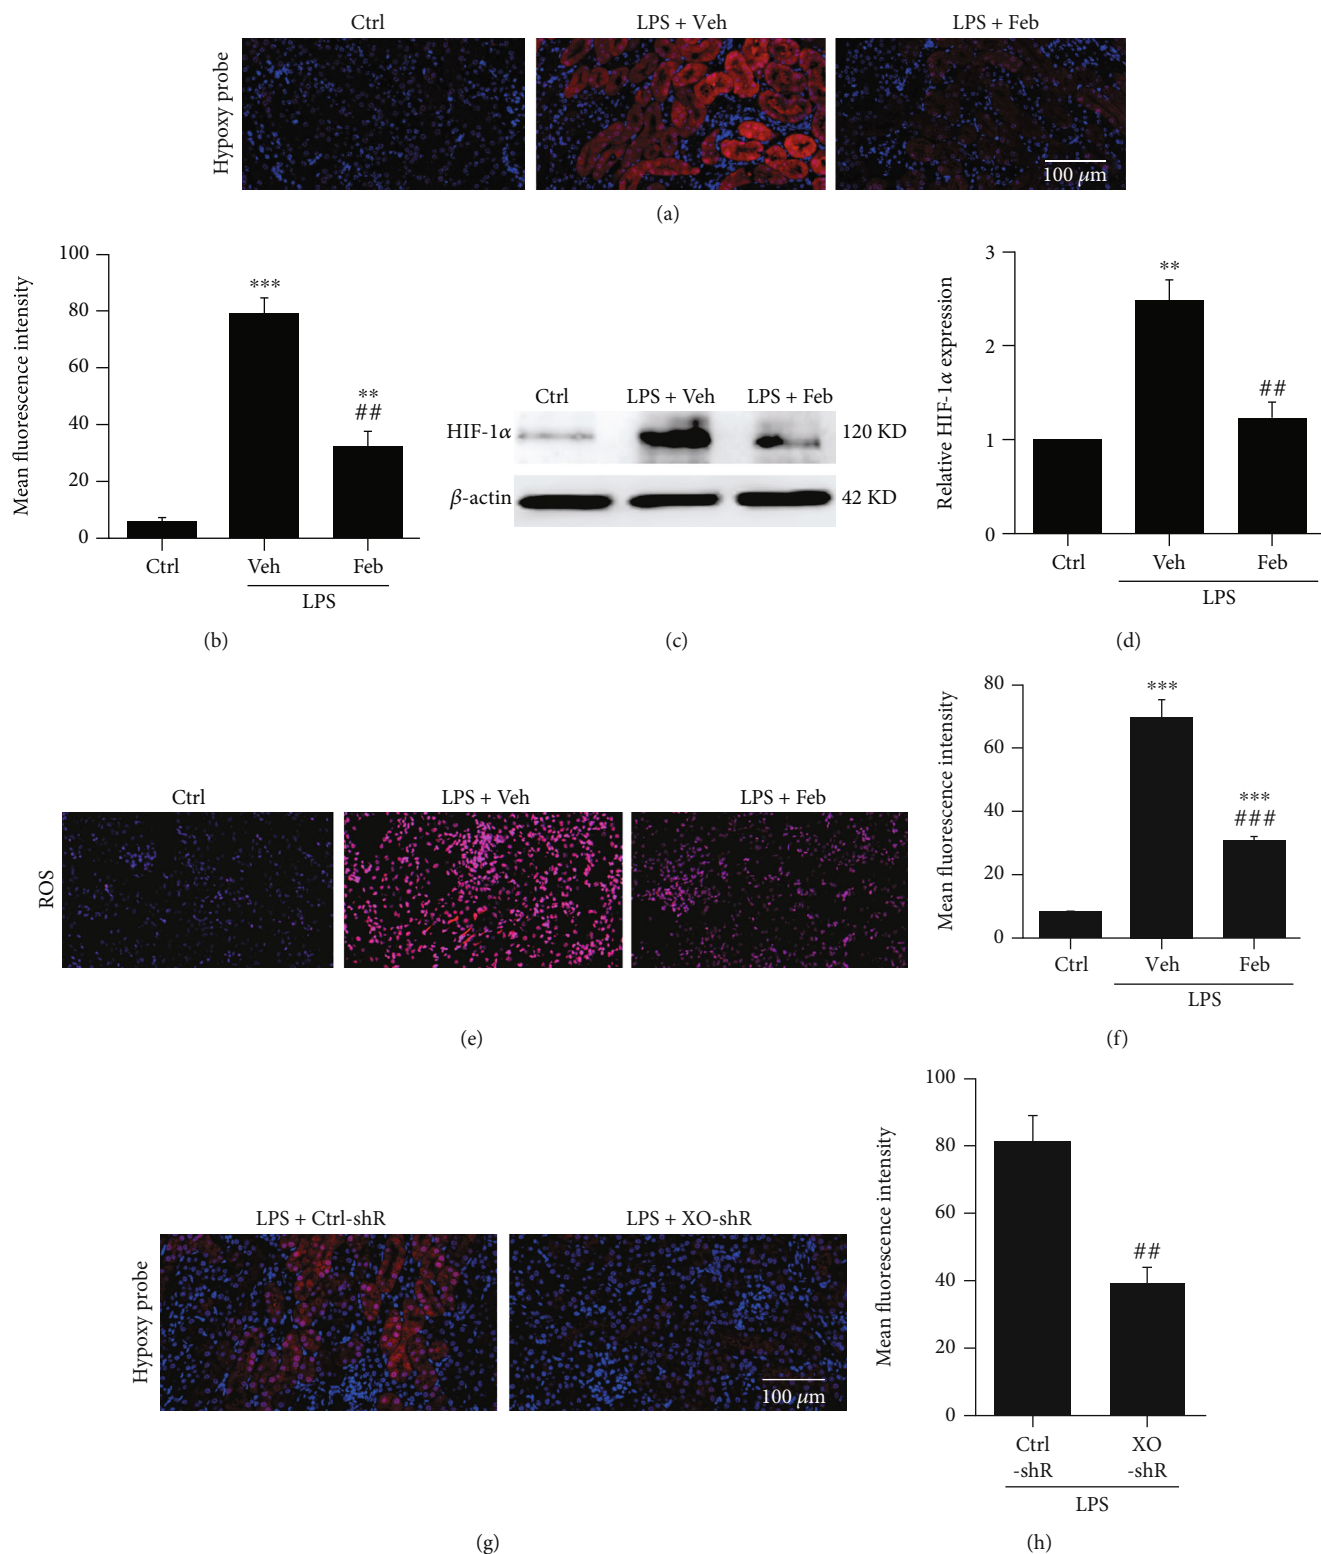 Ctrl LPS + Veh LPS + Feb
Hypoxy probe
100 μm
(a)
Mean fluorescence intensity
100
80
60
40
20
0
***
**
##
Ctrl Veh Feb
LPS
(b)
Ctrl LPS + Veh LPS + Feb
HIF-1α 120 KD
β-actin 42 KD
(c)
Relative HIF-1α expression
3
2
1
0
**
##
Ctrl Veh Feb
LPS
(d)
Ctrl LPS + Veh LPS + Feb
ROS
(e)
Mean fluorescence intensity
80
60
40
20
0
***
***
###
Ctrl Veh Feb
LPS
(f)
LPS + Ctrl-shR LPS + XO-shR
Hypoxy probe
100 μm
(g)
Mean fluorescence intensity
100
80
60
40
20
0
##
Ctrl XO
-shR -shR
LPS
(h)